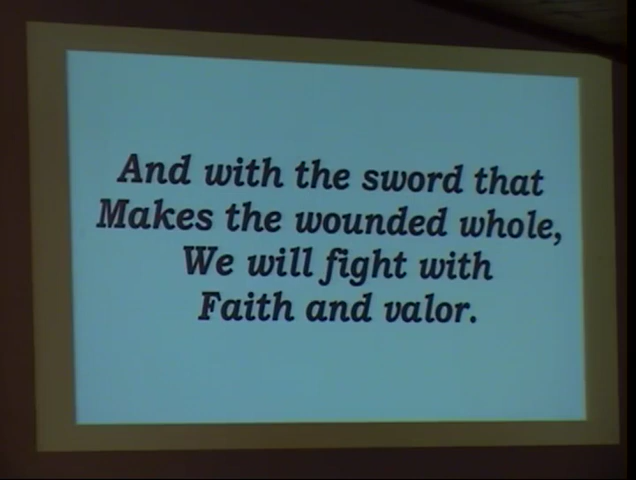 And with the sword that
Makes the wounded whole,
We will fight with
Faith and valor.